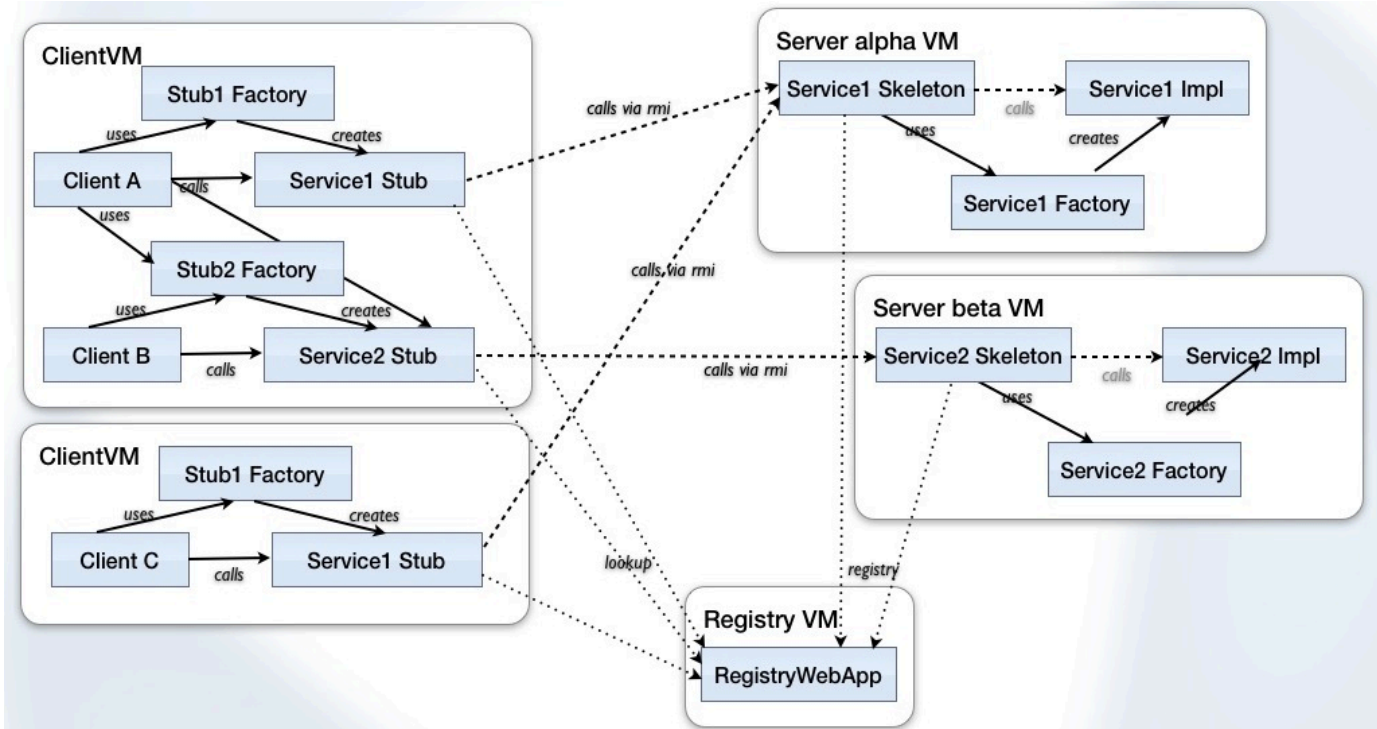 ClientVM
Stub1 Factory
uses
creates
Client A
calls
Service1 Stub
uses
Stub2 Factory
uses
creates
Client B
calls
Service2 Stub
ClientVM
Stub1 Factory
uses
creates
Client C
calls
Service1 Stub
calls via rmi
calls via rmi
calls via rmi
lookup
registry
Server alpha VM
Service1 Skeleton
calls
Service1 Impl
uses
creates
Service1 Factory
Server beta VM
Service2 Skeleton
calls
Service2 Impl
uses
creates
Service2 Factory
Registry VM
RegistryWebApp